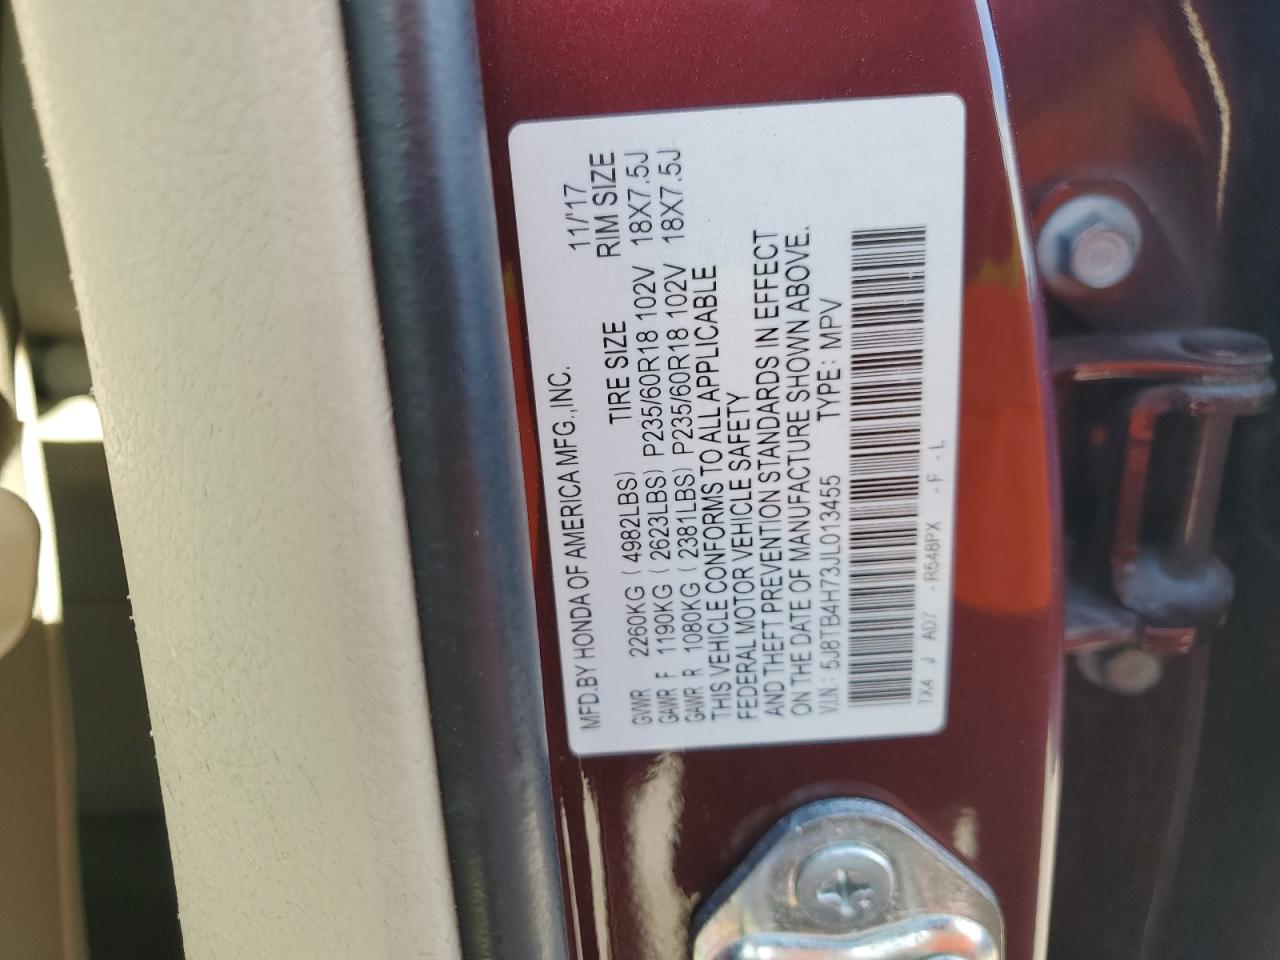 MFD.BY HONDA OF AMERICA MFG.,INC. 11/'17
TIRE SIZE RIM SIZE
GVWR 2260KG ( 4982LBS)
GAWR F 1190KG ( 2623LBS) P235/60R18 102V 18X7.5J
GAWR R 1080KG ( 2381LBS) P235/60R18 102V 18X7.5J
THIS VEHICLE CONFORMS TO ALL APPLICABLE
FEDERAL MOTOR VEHICLE SAFETY
AND THEFT PREVENTION STANDARDS IN EFFECT
ON THE DATE OF MANUFACTURE SHOWN ABOVE.
V.I.N.: 5J8TB4H73JL013455 TYPE: MPV
TX4 J AD7 - R548PX - F - L